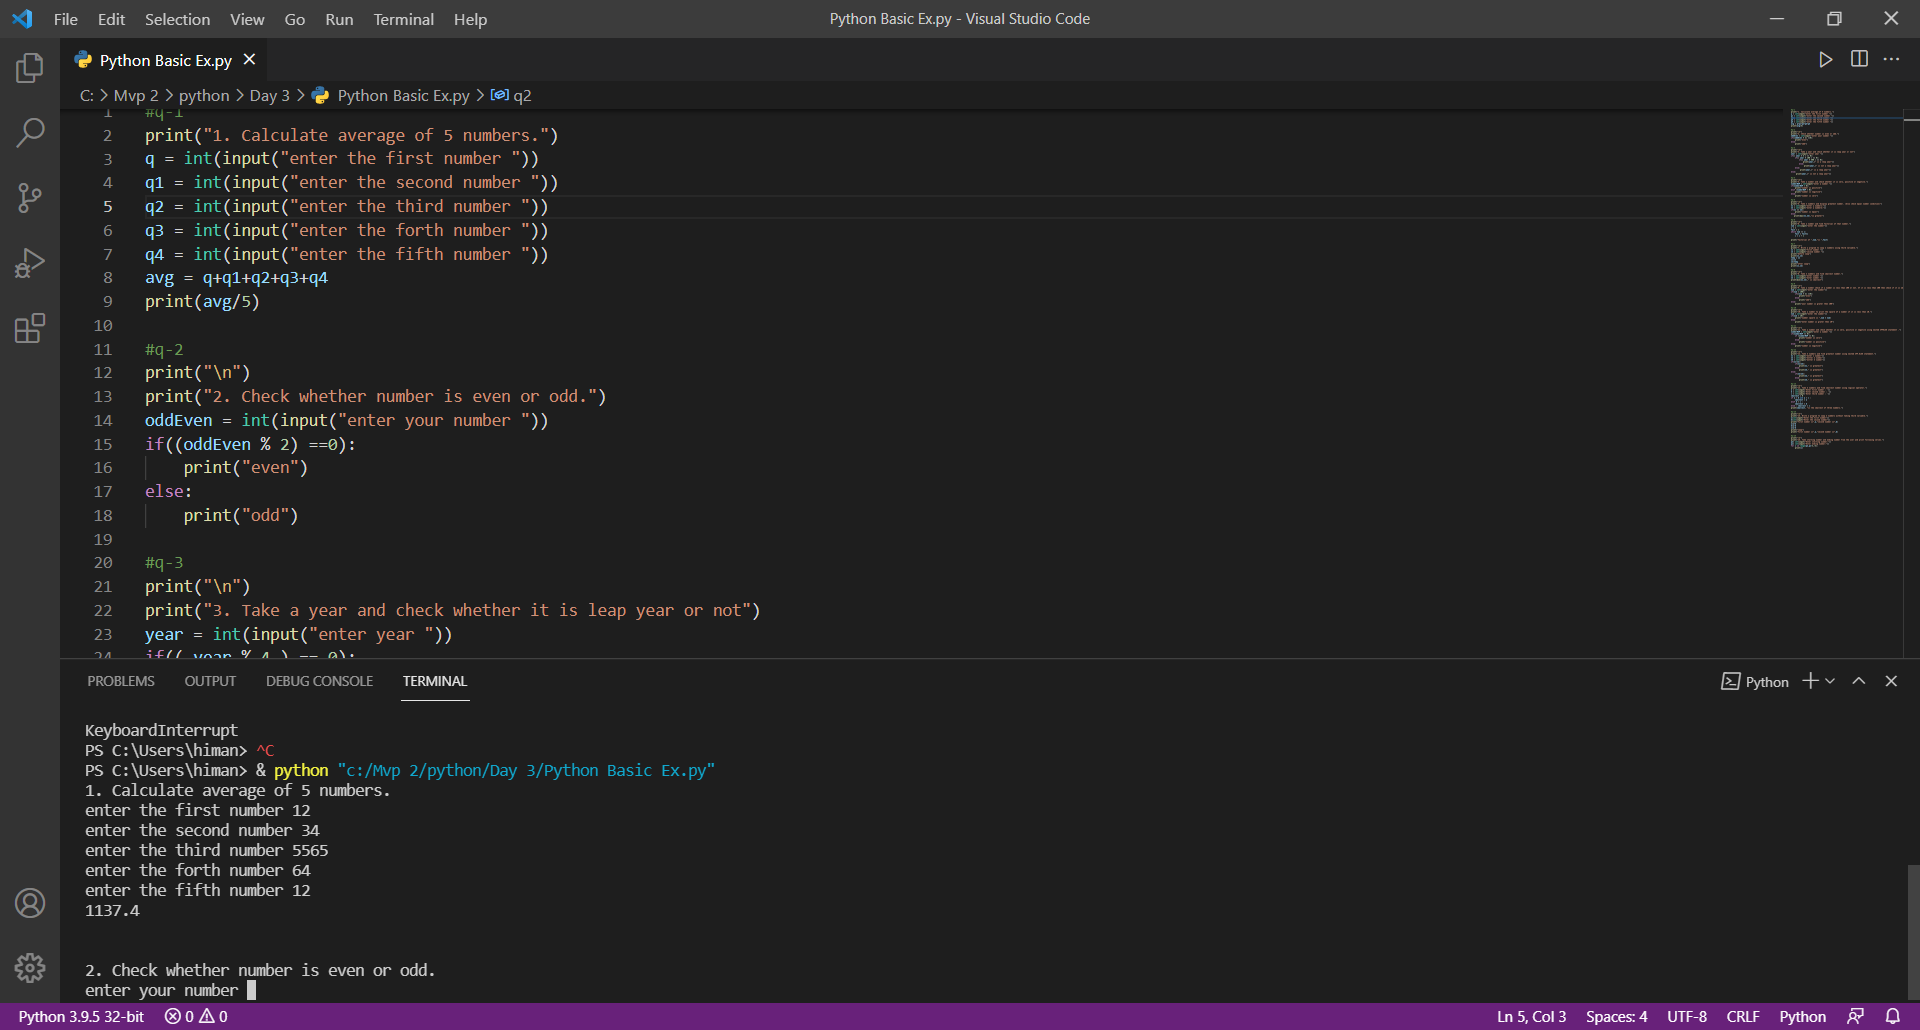 File Edit Selection View Go Run Terminal Help Python Basic Ex.py - Visual Studio Code
Python Basic Ex.py
C: > Mvp 2 > python > Day 3 > Python Basic Ex.py > q2
1 #q-1
2 print("1. Calculate average of 5 numbers.")
3 q = int(input("enter the first number "))
4 q1 = int(input("enter the second number "))
5 q2 = int(input("enter the third number "))
6 q3 = int(input("enter the forth number "))
7 q4 = int(input("enter the fifth number "))
8 avg = q+q1+q2+q3+q4
9 print(avg/5)
10
11 #q-2
12 print("\n")
13 print("2. Check whether number is even or odd.")
14 oddEven = int(input("enter your number "))
15 if((oddEven % 2) ==0):
16     print("even")
17 else:
18     print("odd")
19
20 #q-3
21 print("\n")
22 print("3. Take a year and check whether it is leap year or not")
23 year = int(input("enter year "))
24 if(( year % 4 ) == 0):
PROBLEMS OUTPUT DEBUG CONSOLE TERMINAL Python
KeyboardInterrupt
PS C:\Users\himan> ^C
PS C:\Users\himan> & python "c:/Mvp 2/python/Day 3/Python Basic Ex.py"
1. Calculate average of 5 numbers.
enter the first number 12
enter the second number 34
enter the third number 5565
enter the forth number 64
enter the fifth number 12
1137.4
2. Check whether number is even or odd.
enter your number
Python 3.9.5 32-bit 0 0 Ln 5, Col 3 Spaces: 4 UTF-8 CRLF Python